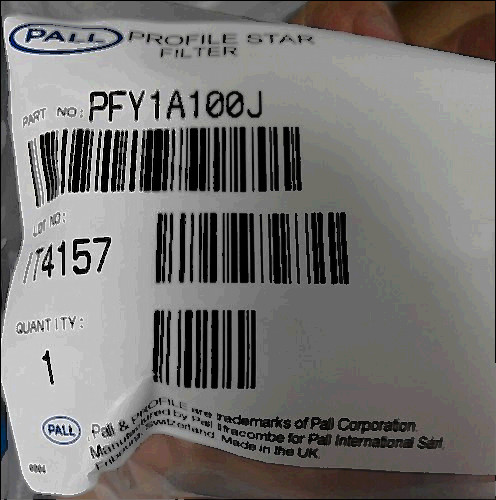 PALL PROFILE STAR
FILTER
PART NO: PFY1A100J
LOT NO:
IT4157
QUANTITY:
1
PALL
Pall & PROFILE are trademarks of Pall Corporation.
Manufactured by Pall Ilfracombe for Pall International Sàrl,
Fribourg, Switzerland. Made in the UK.
0004